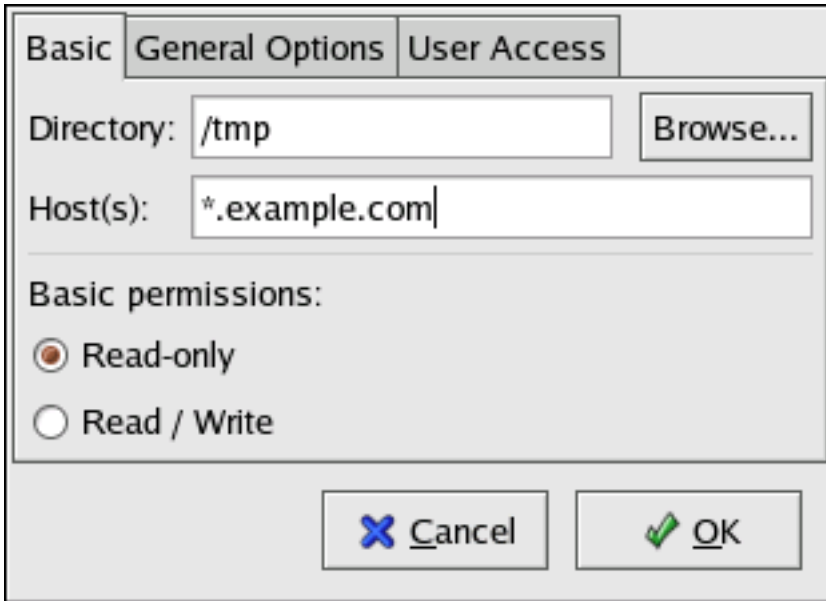 Basic General Options User Access
Directory: /tmp Browse...
Host(s): *.example.com
Basic permissions:
Read-only
Read / Write
Cancel OK